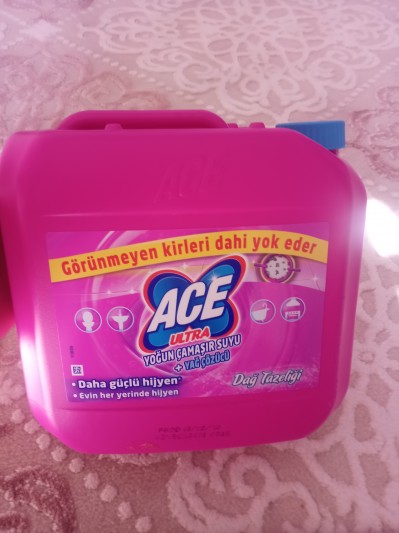 ACE
Görünmeyen kirleri dahi yok eder
ACE
ULTRA
YOĞUN ÇAMAŞIR SUYU
+ YAĞ ÇÖZÜCÜ
• Daha güçlü hijyen*
• Evin her yerinde hijyen
Dağ Tazeliği